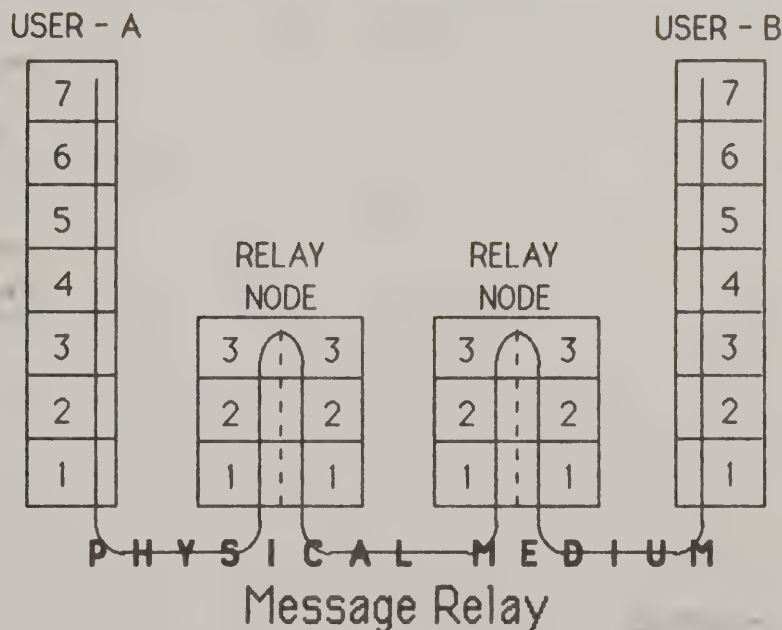 USER - A USER - B
7 7
6 6
5 5
RELAY RELAY
4 4
NODE NODE
3 3 3 3 3 3
2 2 2 2 2 2
1 1 1 1 1 1
PHYSICAL MEDIUM
Message Relay